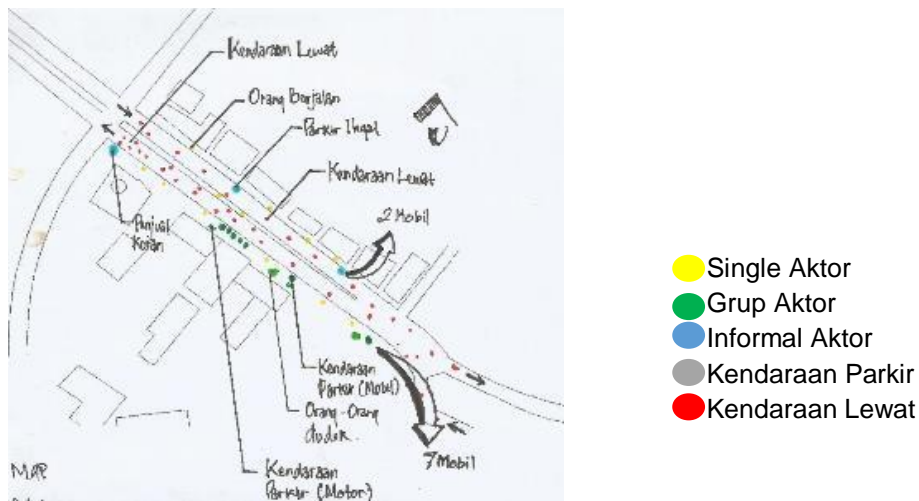 Kendaraan Lewat
Orang Berjalan
Parkir Ilegal
Kendaraan Lewat
2 Mobil
Penjual
Koran
Kendaraan
Parkir (Mobil)
Orang-Orang
duduk
7 Mobil
Kendaraan
Parkir (Motor)
MAP
Single Aktor
Grup Aktor
Informal Aktor
Kendaraan Parkir
Kendaraan Lewat